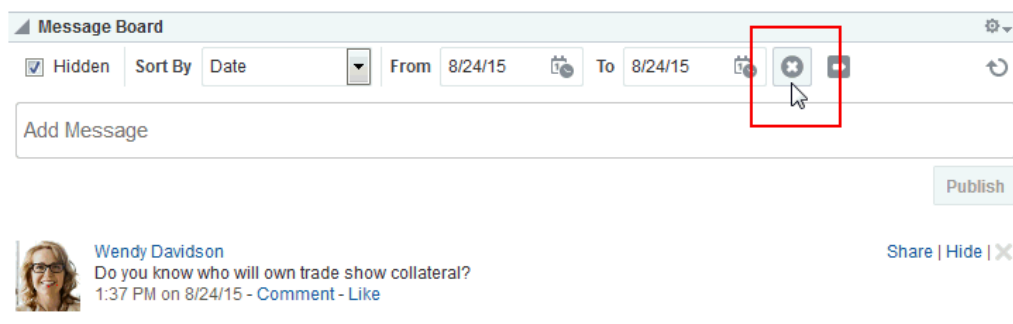 Message Board
Hidden Sort By Date From 8/24/15 To 8/24/15
Add Message
Publish
Wendy Davidson Share | Hide |
Do you know who will own trade show collateral?
1:37 PM on 8/24/15 - Comment - Like